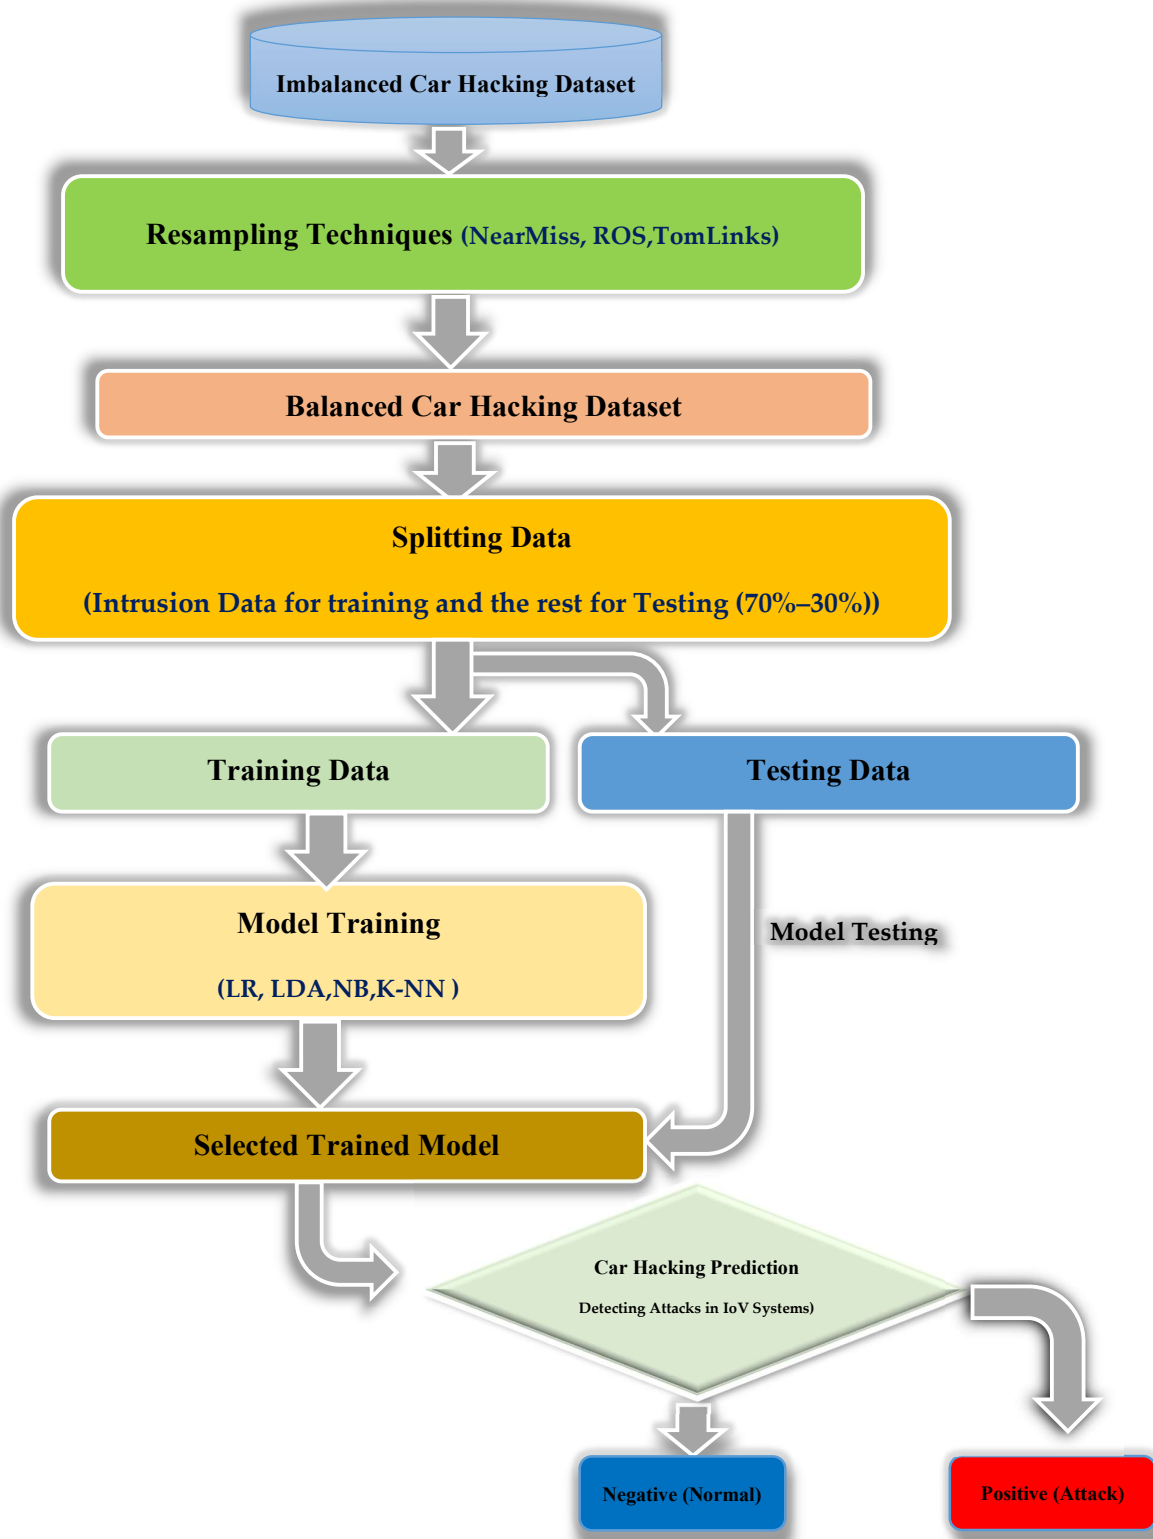 Imbalanced Car Hacking Dataset
Resampling Techniques (NearMiss, ROS,TomLinks)
Balanced Car Hacking Dataset
Splitting Data
(Intrusion Data for training and the rest for Testing (70%–30%))
Training Data
Testing Data
Model Training
(LR, LDA,NB,K-NN )
Model Testing
Selected Trained Model
Car Hacking Prediction
Detecting Attacks in IoV Systems)
Negative (Normal)
Positive (Attack)